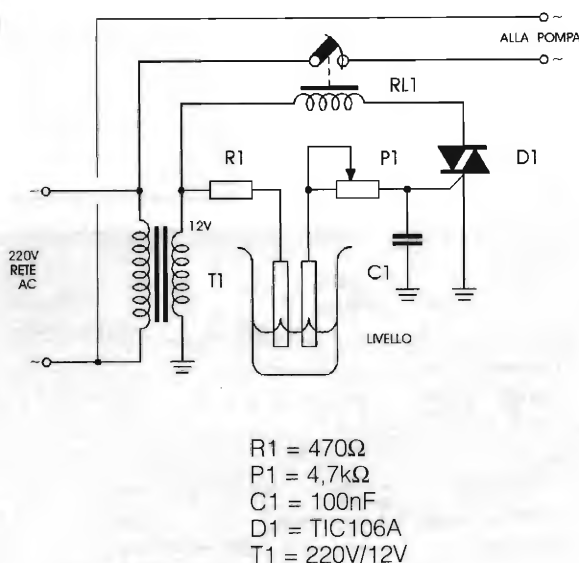 ALLA POMPA
RL1
R1
P1
D1
12V
220V
RETE
AC
T1
C1
LIVELLO
R1 = 470Ω
P1 = 4,7kΩ
C1 = 100nF
D1 = TIC106A
T1 = 220V/12V